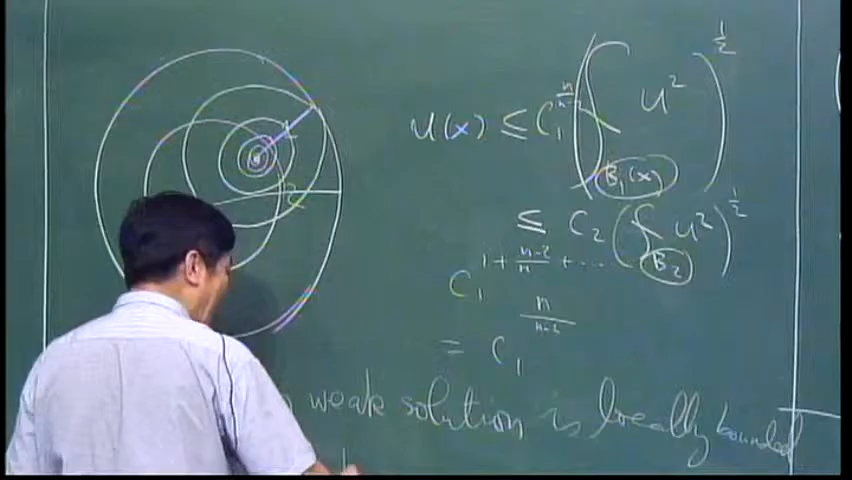 u(x) ≤ C₁^{n/n-2} (⨍_{B₁(x)} u²)^{1/2}
≤ C₂ (⨍_{B₂} u²)^{1/2}
C₁^{1 + n-2/n + ...}
= C₁^{n/n-2}
weak solution is locally bounded